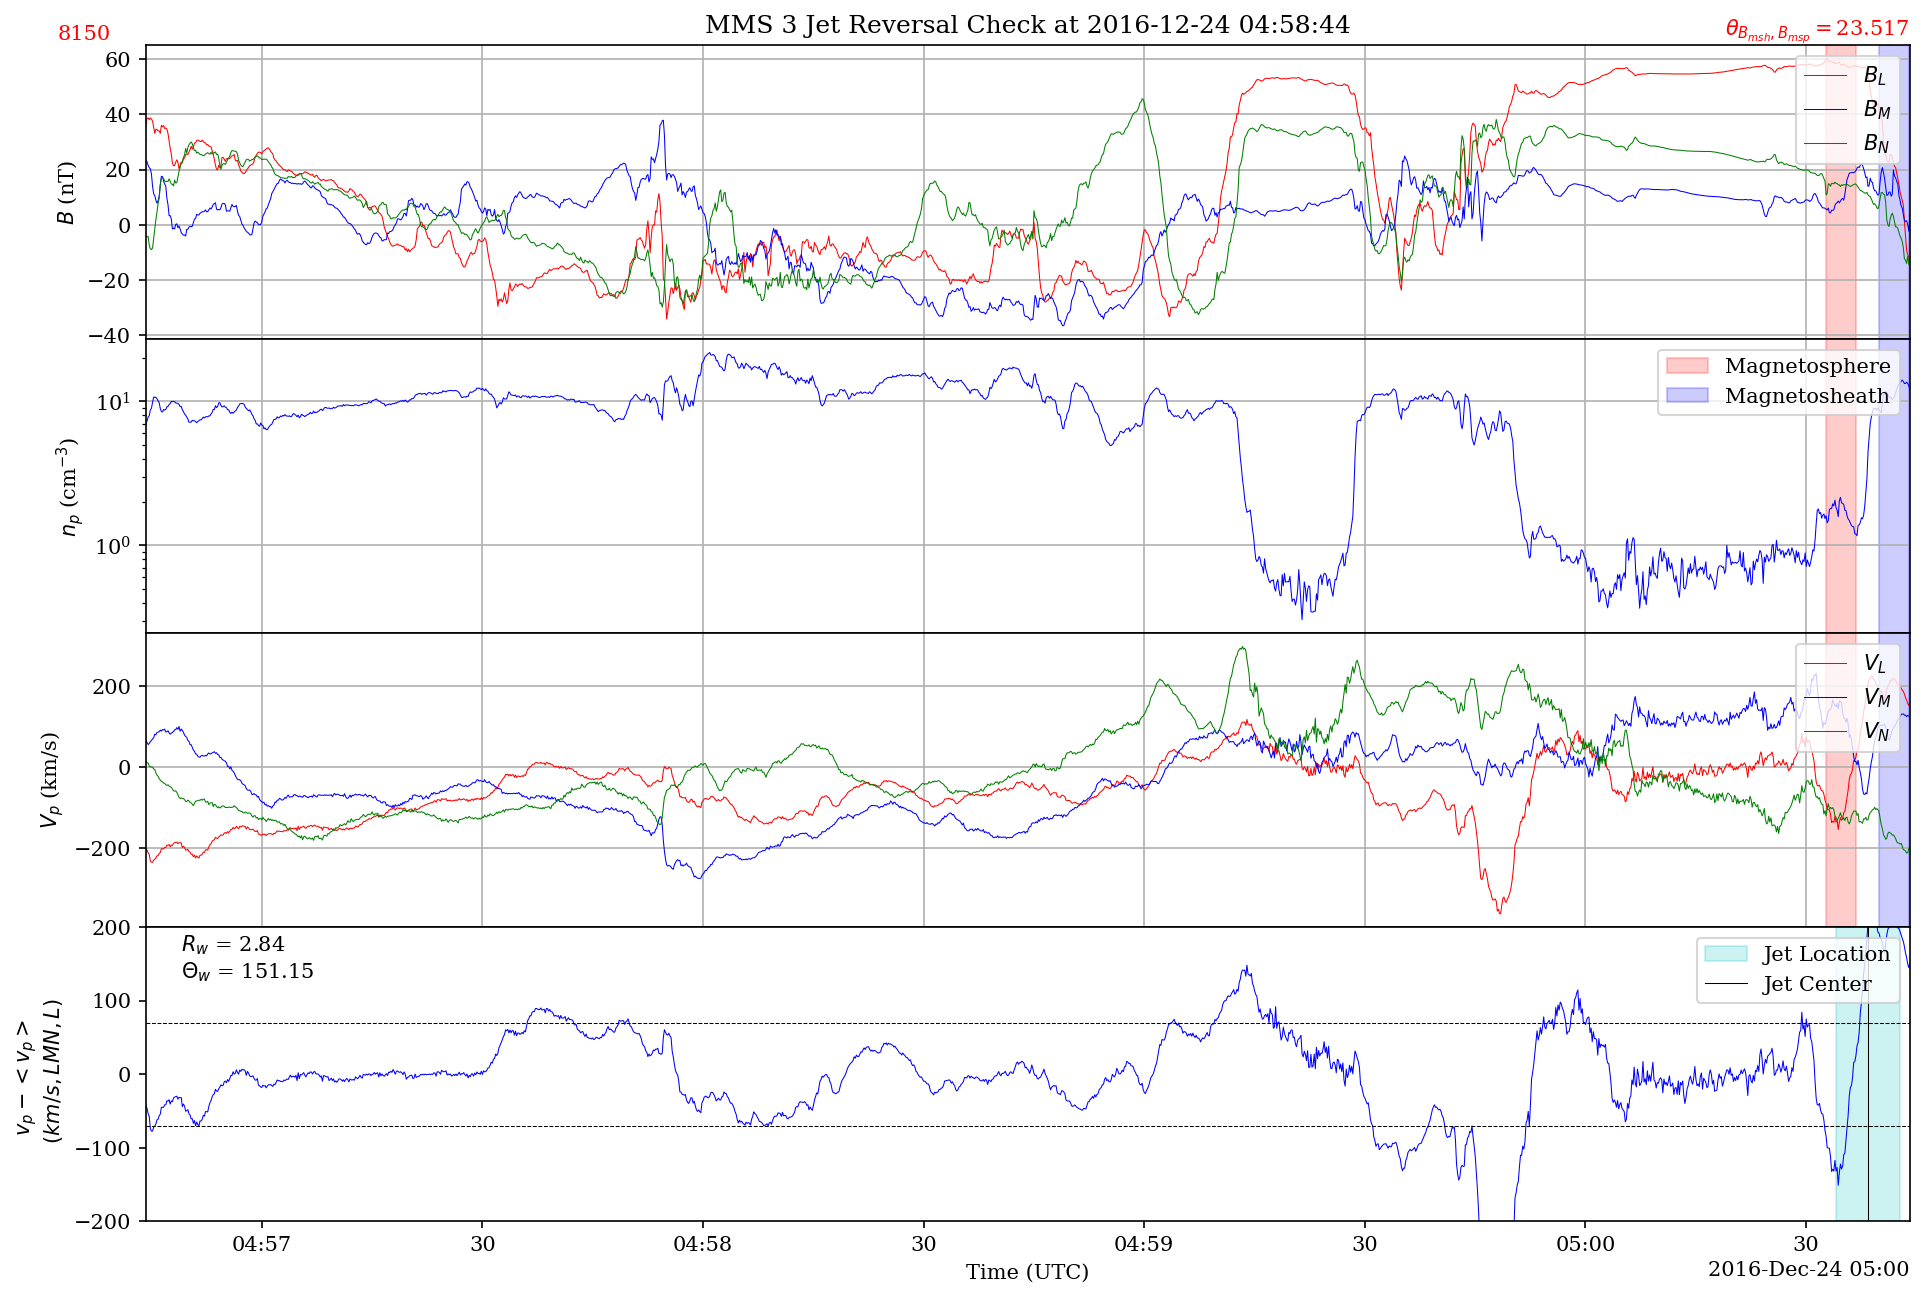 8150
MMS 3 Jet Reversal Check at 2016-12-24 04:58:44
θ_{B_{msh}, B_{msp}} = 23.517
60
40
20
0
−20
−40
B (nT)
B_L
B_M
B_N
10^1
10^0
n_p (cm^{−3})
Magnetosphere
Magnetosheath
200
0
−200
V_p (km/s)
V_L
V_M
V_N
200
100
0
−100
−200
v_p − <v_p>
(km/s, LMN, L)
R_w = 2.84
Θ_w = 151.15
Jet Location
Jet Center
04:57 30 04:58 30 04:59 30 05:00 30
Time (UTC)
2016-Dec-24 05:00